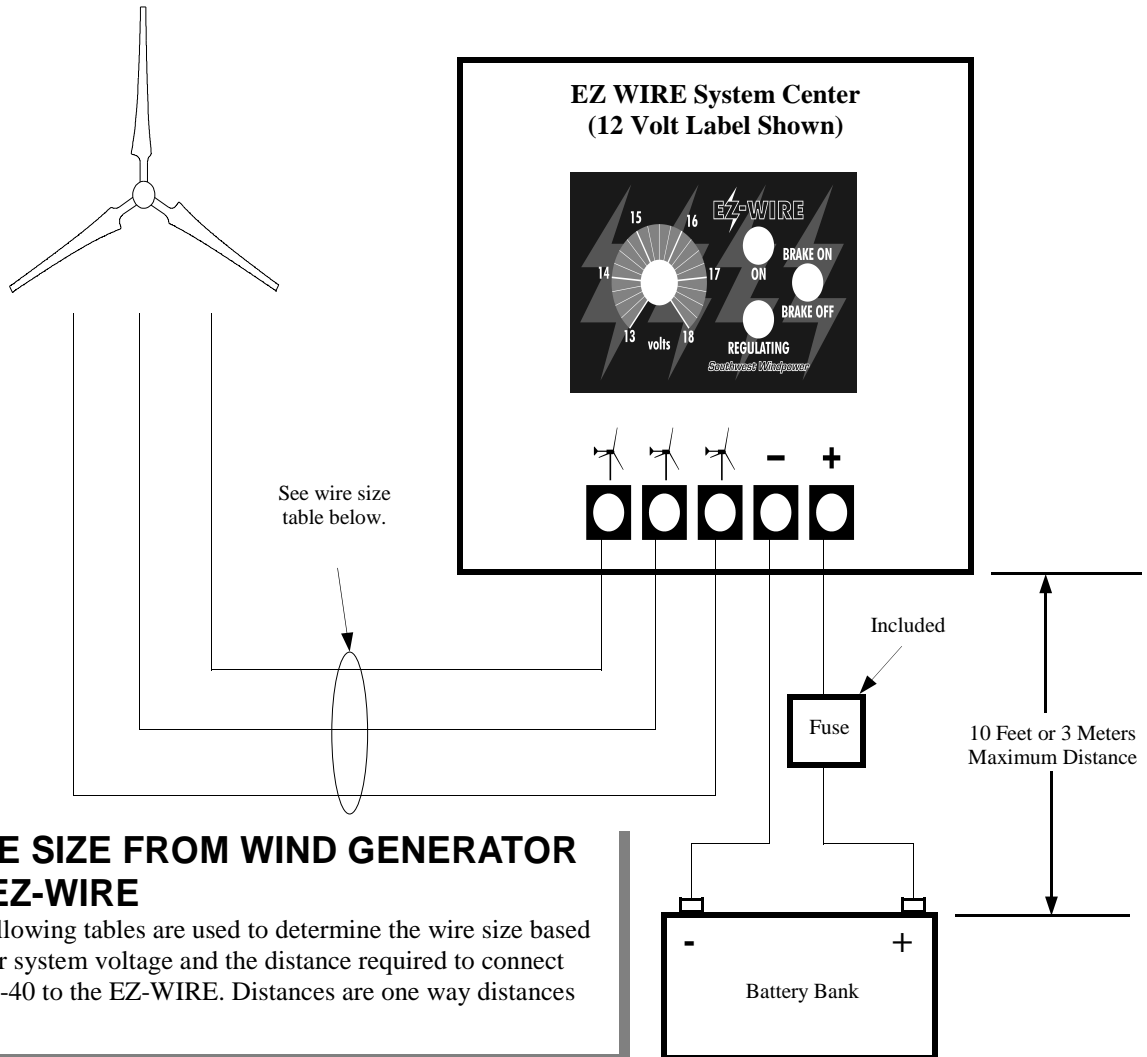 EZ WIRE System Center
(12 Volt Label Shown)
EZ-WIRE
15
16
14
17
13
volts
18
ON
BRAKE ON
BRAKE OFF
REGULATING
Southwest Windpower
- +
See wire size
table below.
Included
Fuse
10 Feet or 3 Meters
Maximum Distance
E SIZE FROM WIND GENERATOR
EZ-WIRE
llowing tables are used to determine the wire size based
r system voltage and the distance required to connect
-40 to the EZ-WIRE. Distances are one way distances
- +
Battery Bank